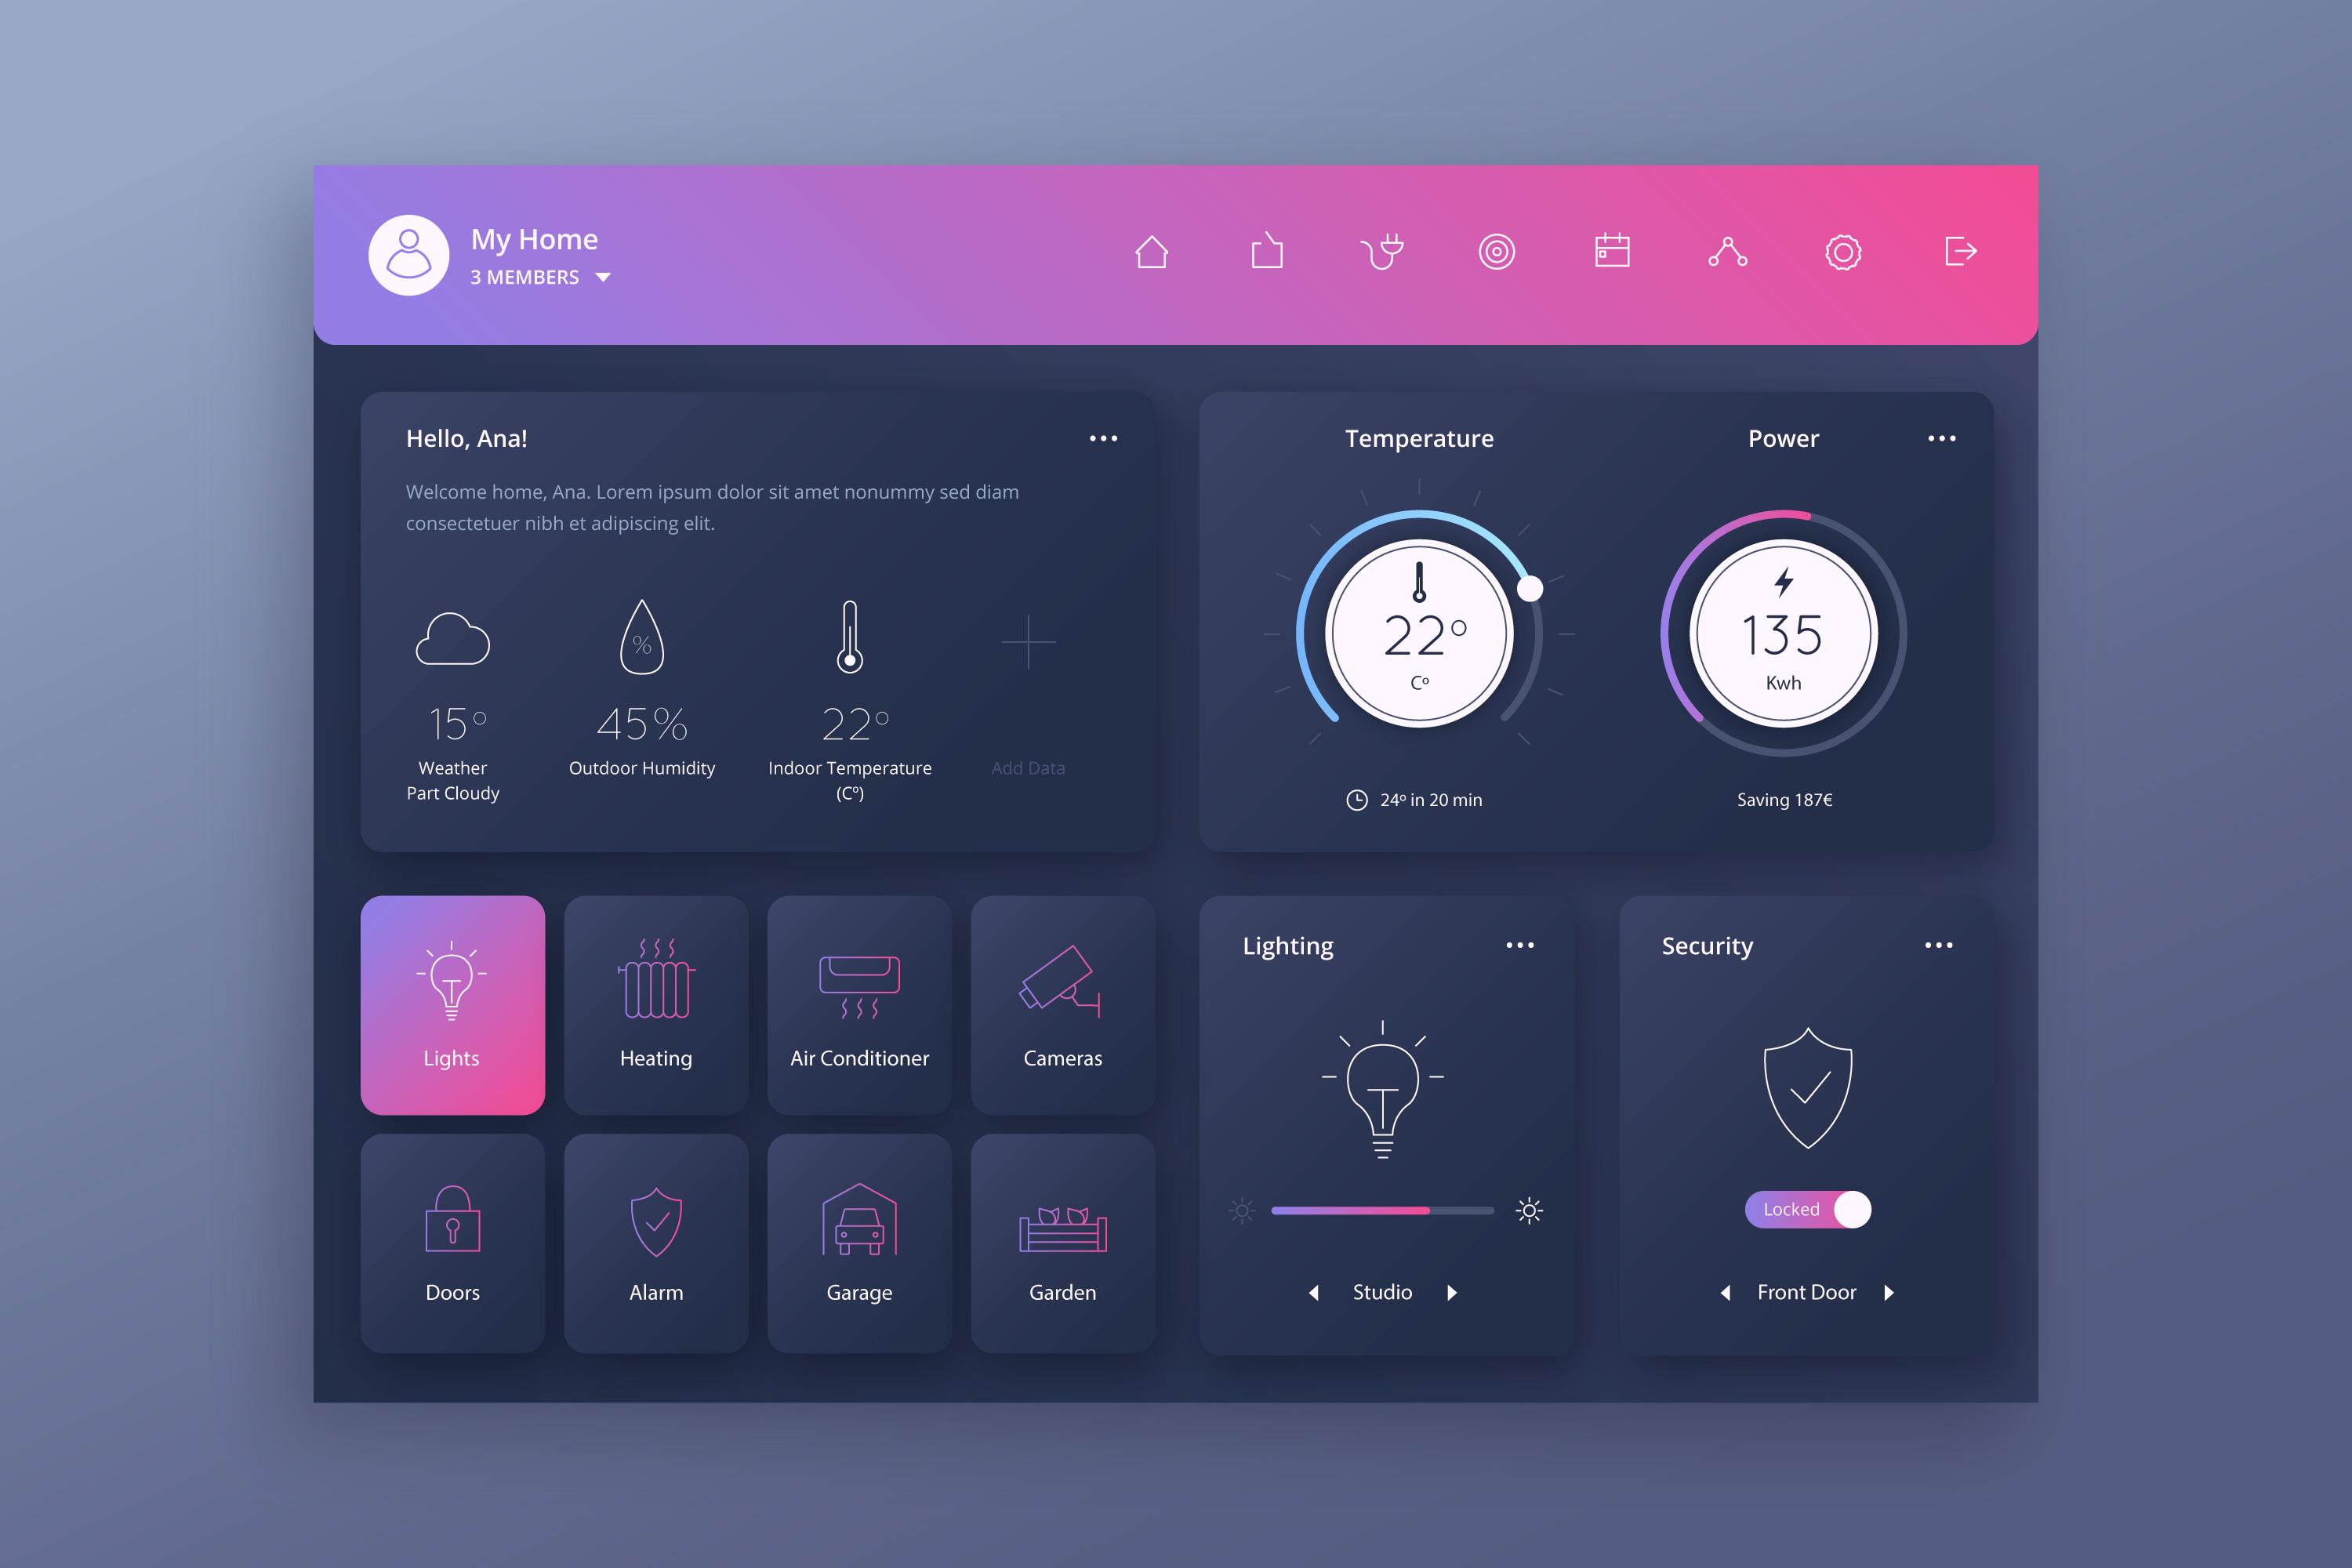 My Home
3 MEMBERS
Hello, Ana!
Welcome home, Ana. Lorem ipsum dolor sit amet nonummy sed diam
consectetuer nibh et adipiscing elit.
%
15°
Weather
Part Cloudy
45%
Outdoor Humidity
22°
Indoor Temperature
(Cº)
Add Data
Temperature
22°
Cº
24º in 20 min
Power
135
Kwh
Saving 187€
Lights
Heating
Air Conditioner
Cameras
Doors
Alarm
Garage
Garden
Lighting
Studio
Security
Locked
Front Door